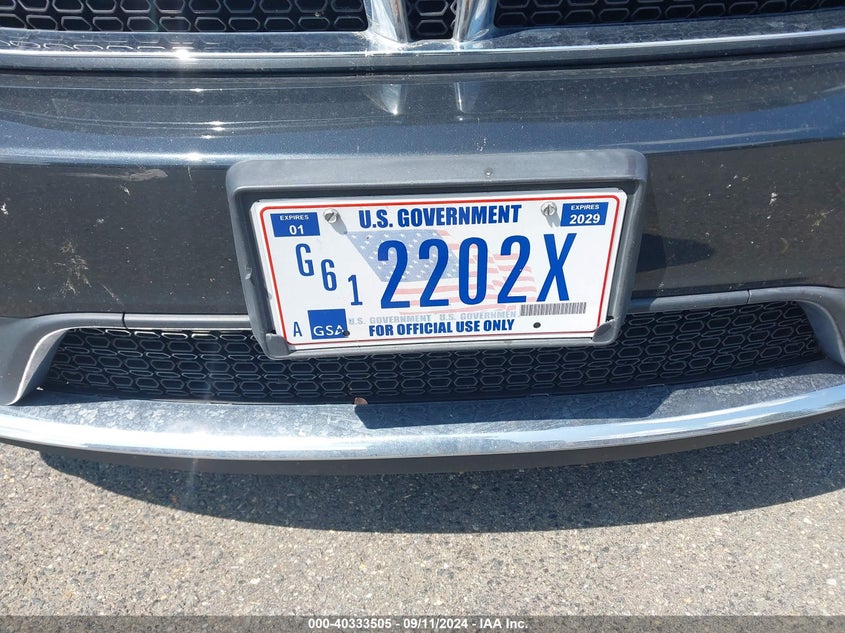 EXPIRES
01
U.S. GOVERNMENT
EXPIRES
2029
G61 2202X
A
GSA
U.S. GOVERNMENT U.S. GOVERNMEN
FOR OFFICIAL USE ONLY
000-40333505 - 09/11/2024 - IAA Inc.